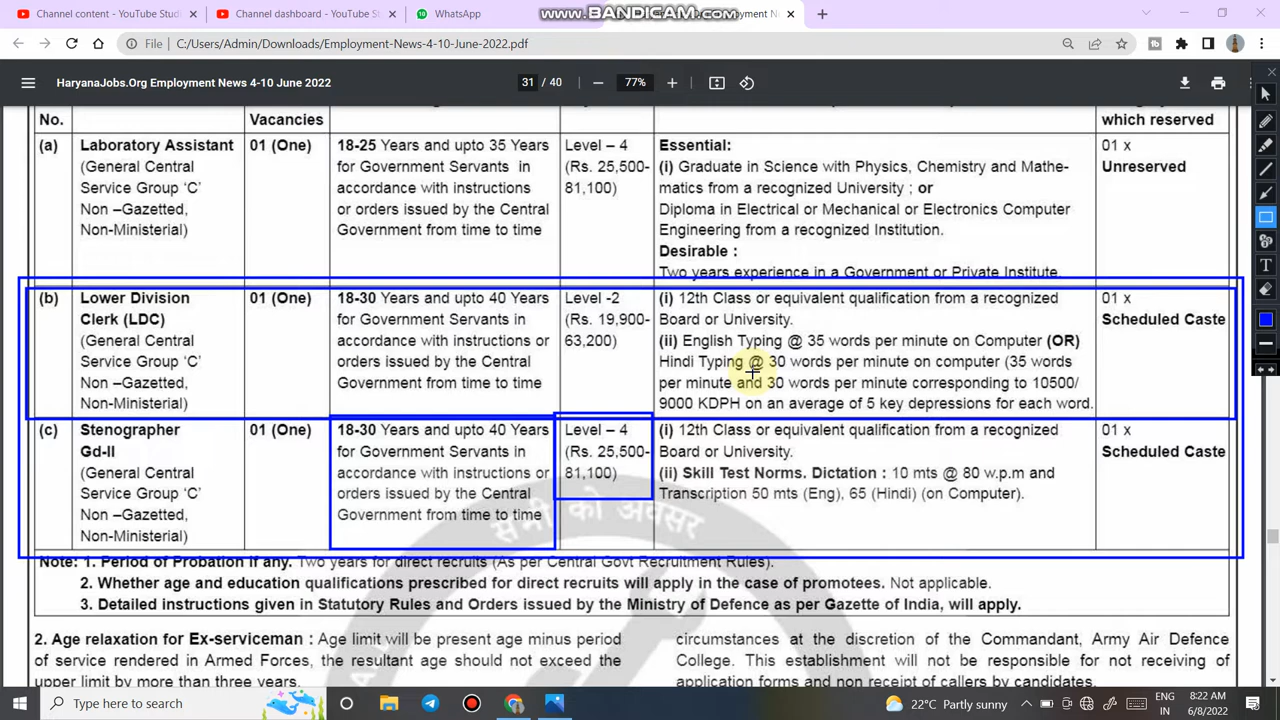 Channel content - YouTube Studi
Channel dashboard - YouTube S
WhatsApp
WWW.BANDICAM.COM
ployment N
File
C:/Users/Admin/Downloads/Employment-News-4-10-June-2022.pdf
HaryanaJobs.Org Employment News 4-10 June 2022
31 / 40
77%
No.
Vacancies
which reserved
(a)
Laboratory Assistant
(General Central
Service Group 'C'
Non –Gazetted,
Non-Ministerial)
01 (One)
18-25 Years and upto 35 Years
for Government Servants in
accordance with instructions
or orders issued by the Central
Government from time to time
Level – 4
(Rs. 25,500-
81,100)
Essential:
(i) Graduate in Science with Physics, Chemistry and Mathe-
matics from a recognized University ; or
Diploma in Electrical or Mechanical or Electronics Computer
Engineering from a recognized Institution.
Desirable :
Two years experience in a Government or Private Institute.
01 x
Unreserved
(b)
Lower Division
Clerk (LDC)
(General Central
Service Group 'C'
Non –Gazetted,
Non-Ministerial)
01 (One)
18-30 Years and upto 40 Years
for Government Servants in
accordance with instructions or
orders issued by the Central
Government from time to time
Level -2
(Rs. 19,900-
63,200)
(i) 12th Class or equivalent qualification from a recognized
Board or University.
(ii) English Typing @ 35 words per minute on Computer (OR)
Hindi Typing @ 30 words per minute on computer (35 words
per minute and 30 words per minute corresponding to 10500/
9000 KDPH on an average of 5 key depressions for each word.
01 x
Scheduled Caste
(c)
Stenographer
Gd-II
(General Central
Service Group 'C'
Non –Gazetted,
Non-Ministerial)
01 (One)
18-30 Years and upto 40 Years
for Government Servants in
accordance with instructions or
orders issued by the Central
Government from time to time
Level – 4
(Rs. 25,500-
81,100)
(i) 12th Class or equivalent qualification from a recognized
Board or University.
(ii) Skill Test Norms. Dictation : 10 mts @ 80 w.p.m and
Transcription 50 mts (Eng), 65 (Hindi) (on Computer).
01 x
Scheduled Caste
सभी को अवसर
Note: 1. Period of Probation if any. Two years for direct recruits (As per Central Govt Recruitment Rules).
2. Whether age and education qualifications prescribed for direct recruits will apply in the case of promotees. Not applicable.
3. Detailed instructions given in Statutory Rules and Orders issued by the Ministry of Defence as per Gazette of India, will apply.
2. Age relaxation for Ex-serviceman : Age limit will be present age minus period
of service rendered in Armed Forces, the resultant age should not exceed the
upper limit by more than three years.
circumstances at the discretion of the Commandant, Army Air Defence
College. This establishment will not be responsible for not receiving of
application forms and non receipt of callers by candidates.
Type here to search
22°C Partly sunny
ENG
IN
8:22 AM
6/8/2022